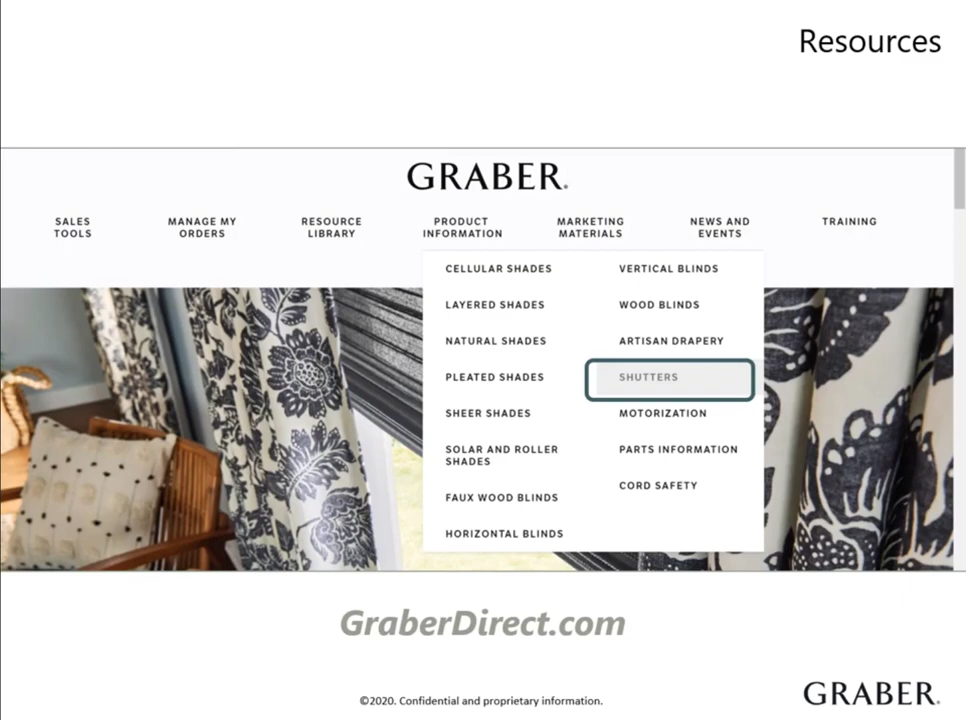 Resources
GRABER.
SALES
TOOLS
MANAGE MY
ORDERS
RESOURCE
LIBRARY
PRODUCT
INFORMATION
MARKETING
MATERIALS
NEWS AND
EVENTS
TRAINING
CELLULAR SHADES
LAYERED SHADES
NATURAL SHADES
PLEATED SHADES
SHEER SHADES
SOLAR AND ROLLER
SHADES
FAUX WOOD BLINDS
HORIZONTAL BLINDS
VERTICAL BLINDS
WOOD BLINDS
ARTISAN DRAPERY
SHUTTERS
MOTORIZATION
PARTS INFORMATION
CORD SAFETY
GraberDirect.com
©2020. Confidential and proprietary information.
GRABER.